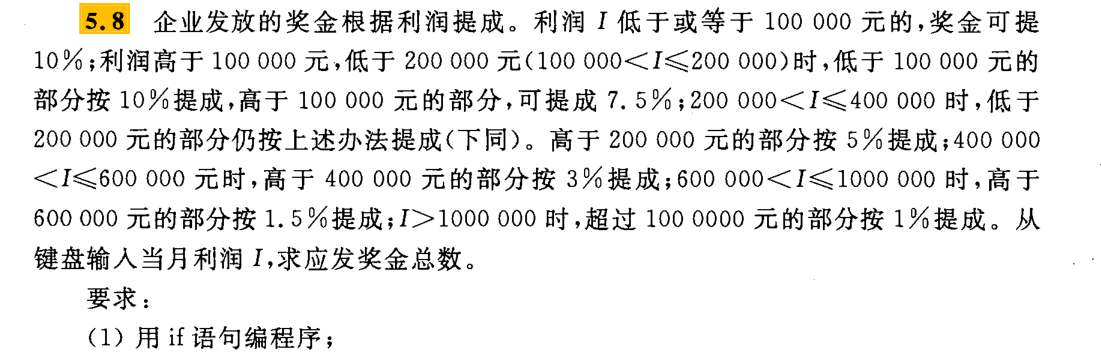 5.8 企业发放的奖金根据利润提成。利润 I 低于或等于 100 000 元的,奖金可提
10%;利润高于 100 000 元,低于 200 000 元(100 000<I≤200 000)时,低于 100 000 元的
部分按 10%提成,高于 100 000 元的部分,可提成 7.5%;200 000<I≤400 000 时,低于
200 000 元的部分仍按上述办法提成(下同)。高于 200 000 元的部分按 5%提成;400 000
<I≤600 000 元时,高于 400 000 元的部分按 3%提成;600 000<I≤1000 000 时,高于
600 000 元的部分按 1.5%提成;I>1000 000 时,超过 100 0000 元的部分按 1%提成。从
键盘输入当月利润 I,求应发奖金总数。
要求:
(1) 用 if 语句编程序;